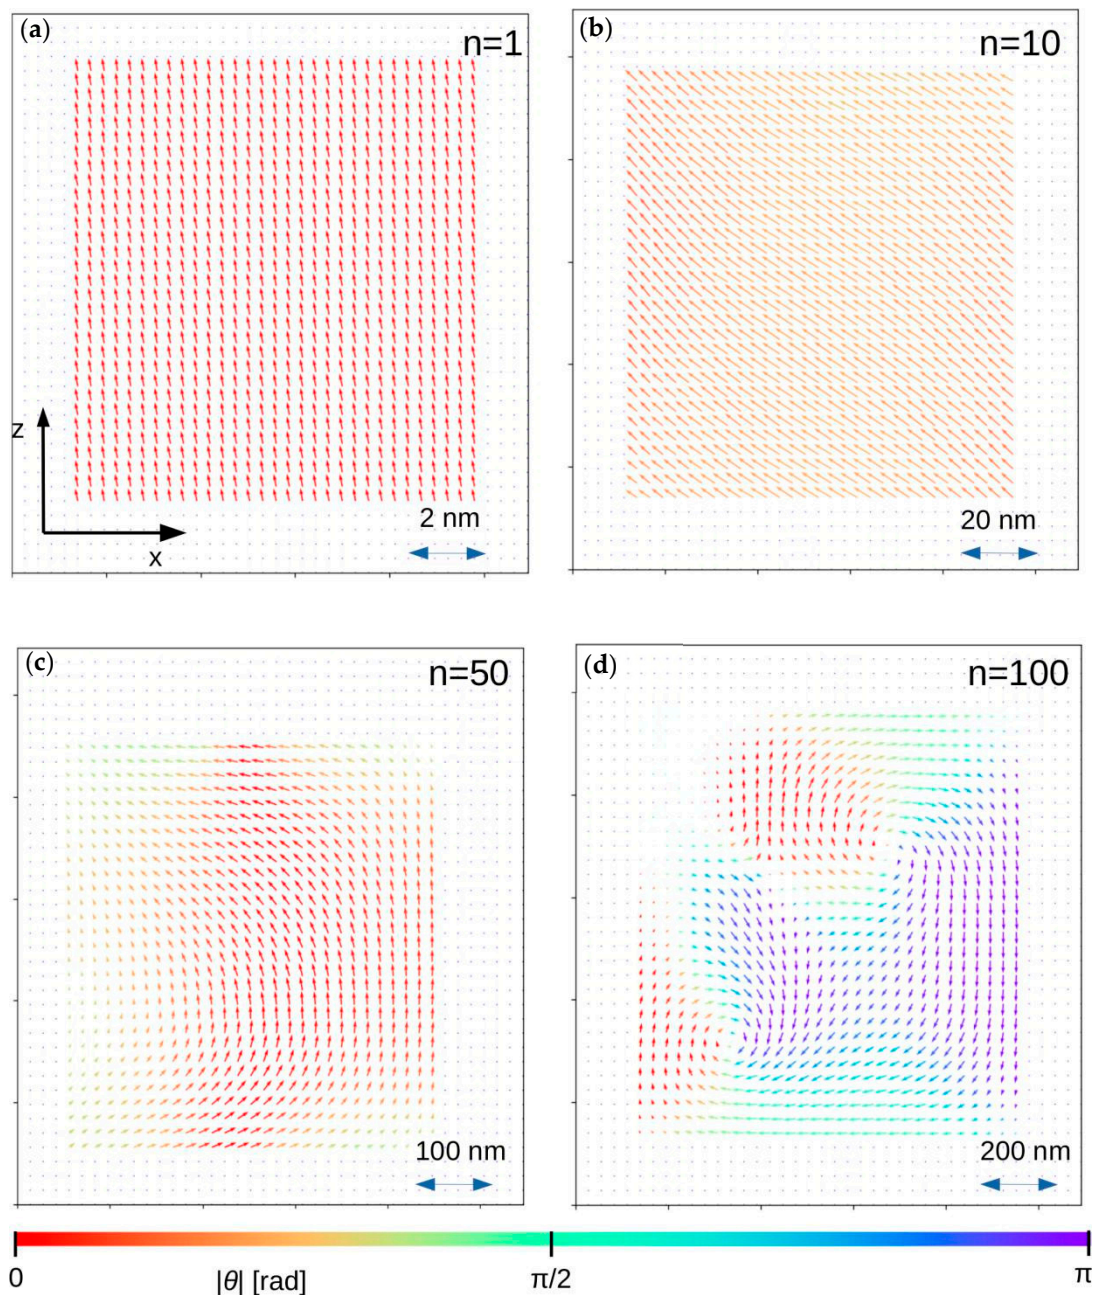 (a)
n=1
(b)
n=10
z
x
2 nm
20 nm
(c)
n=50
(d)
n=100
100 nm
200 nm
0
|θ| [rad]
π/2
π